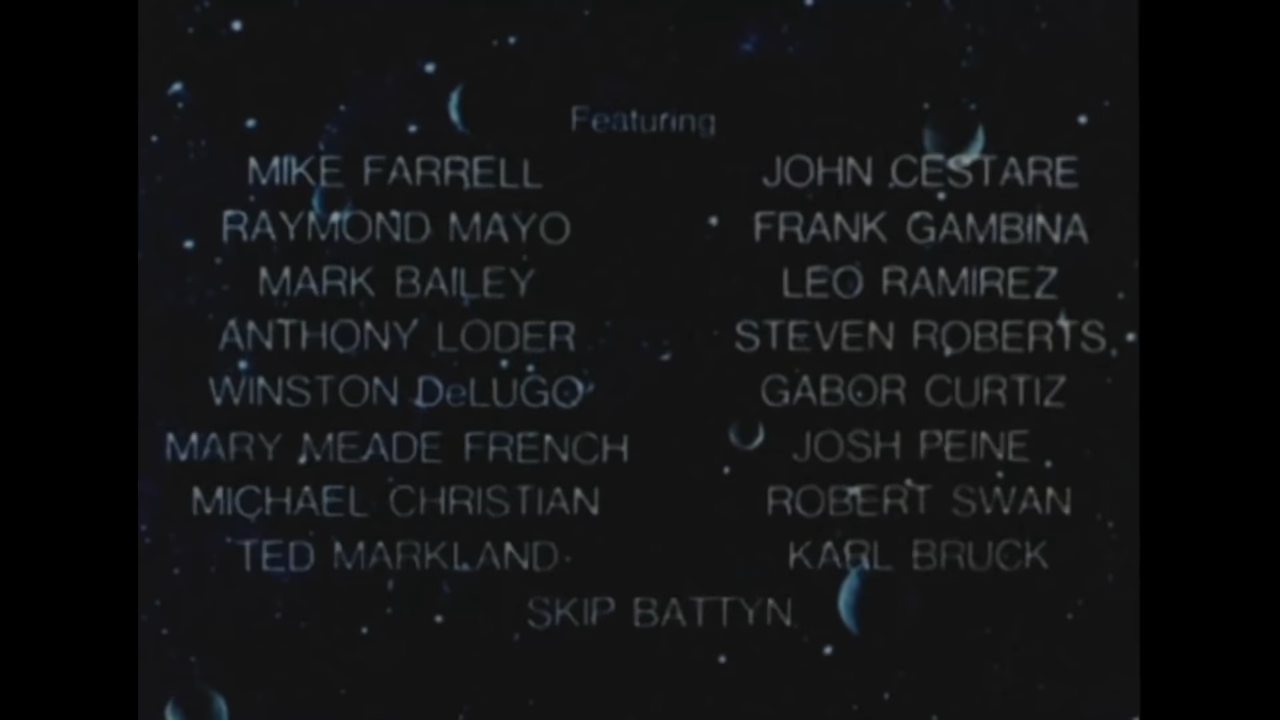 Featuring
MIKE FARRELL
RAYMOND MAYO
MARK BAILEY
ANTHONY LODER
WINSTON DeLUGO
MARY MEADE FRENCH
MICHAEL CHRISTIAN
TED MARKLAND
JOHN CESTARE
FRANK GAMBINA
LEO RAMIREZ
STEVEN ROBERTS
GABOR CURTIZ
JOSH PEINE
ROBERT SWAN
KARL BRUCK
SKIP BATTYN